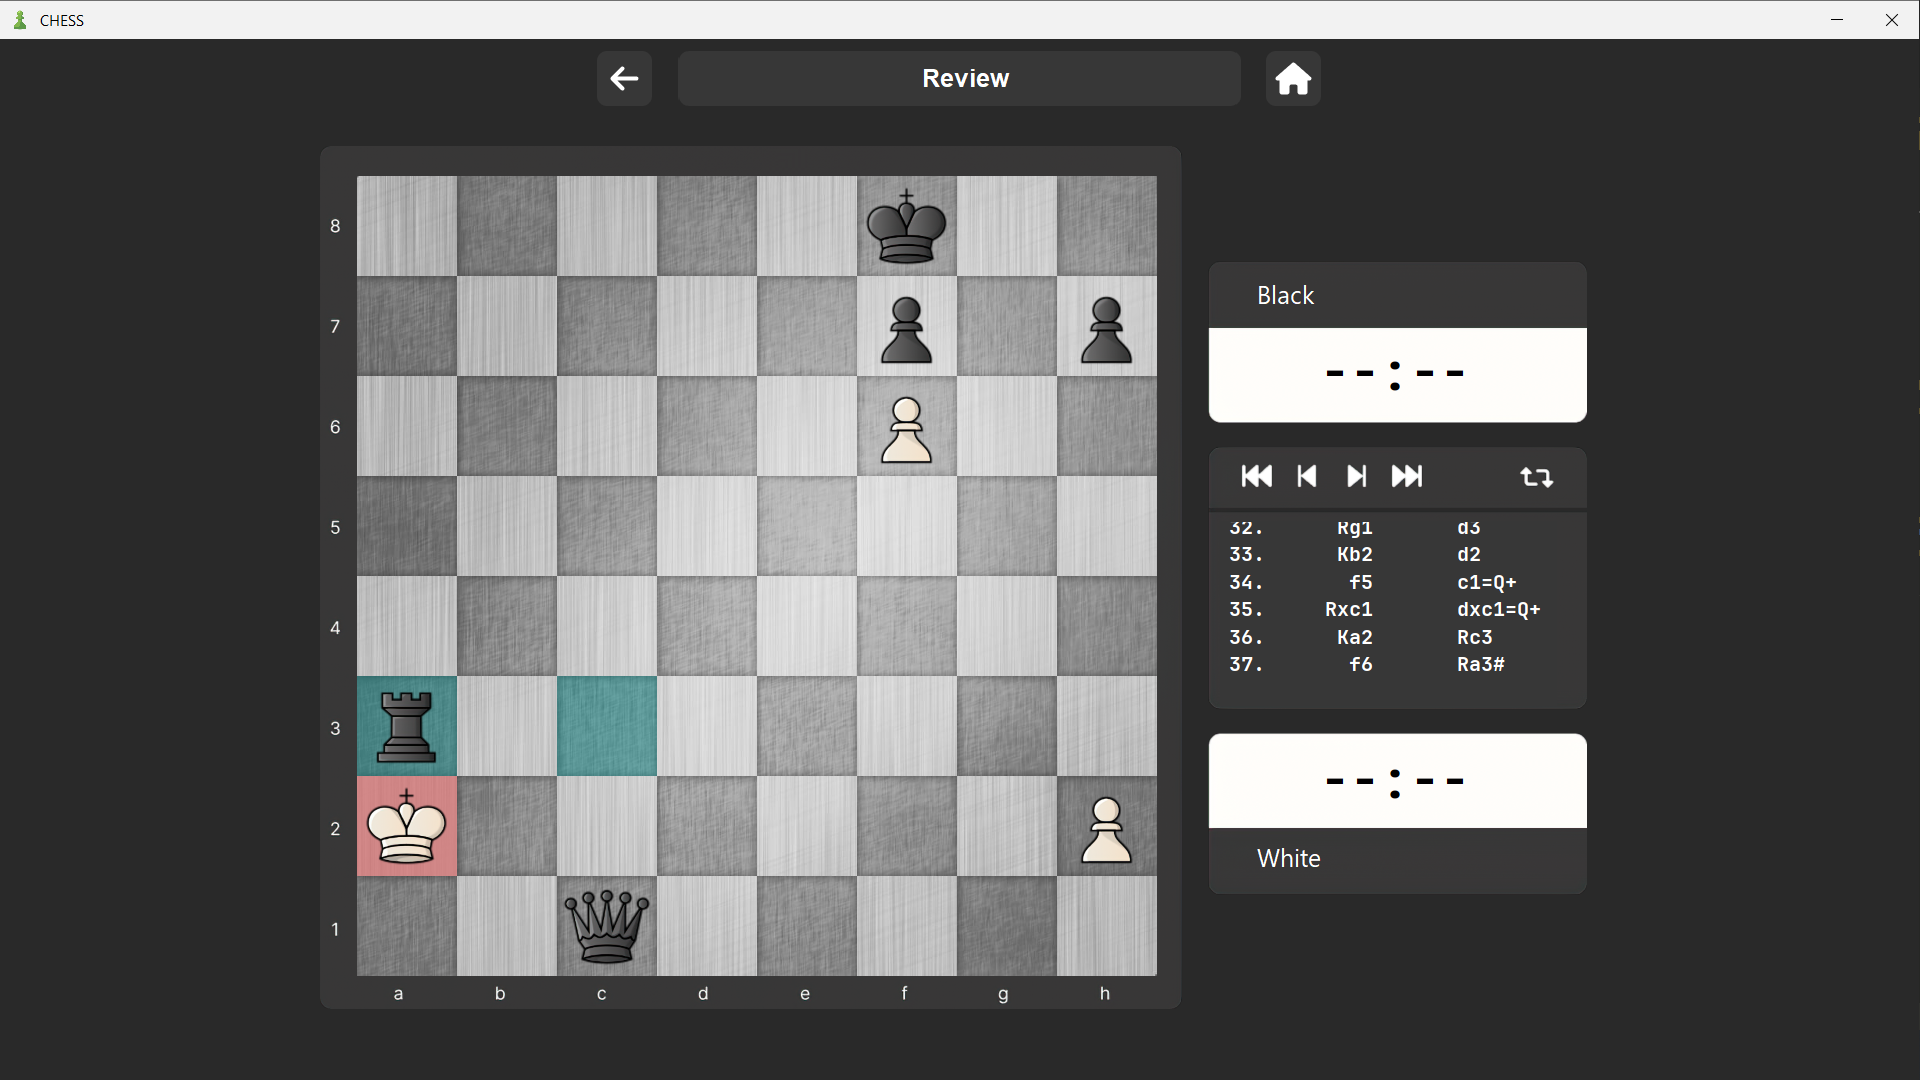 CHESS
Review
8
7
6
5
4
3
2
1
a b c d e f g h
Black
--:--
32. Rg1 d3
33. Kb2 d2
34. f5 c1=Q+
35. Rxc1 dxc1=Q+
36. Ka2 Rc3
37. f6 Ra3#
--:--
White